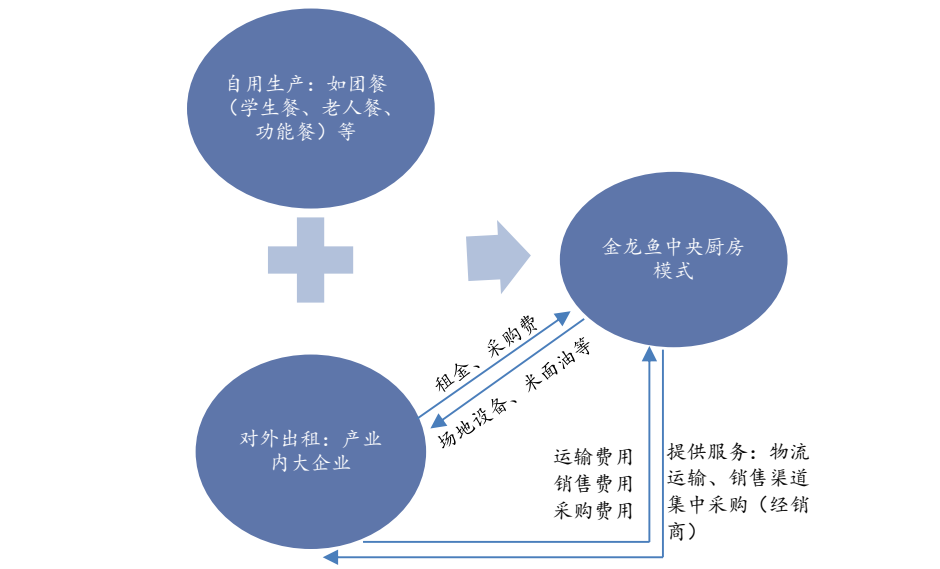 自用生产：如团餐
（学生餐、老人餐、
功能餐）等
金龙鱼中央厨房
模式
租金、采购费
场地设备、米面油等
对外出租：产业
内大企业
运输费用
销售费用
采购费用
提供服务：物流
运输、销售渠道
集中采购（经销
商）